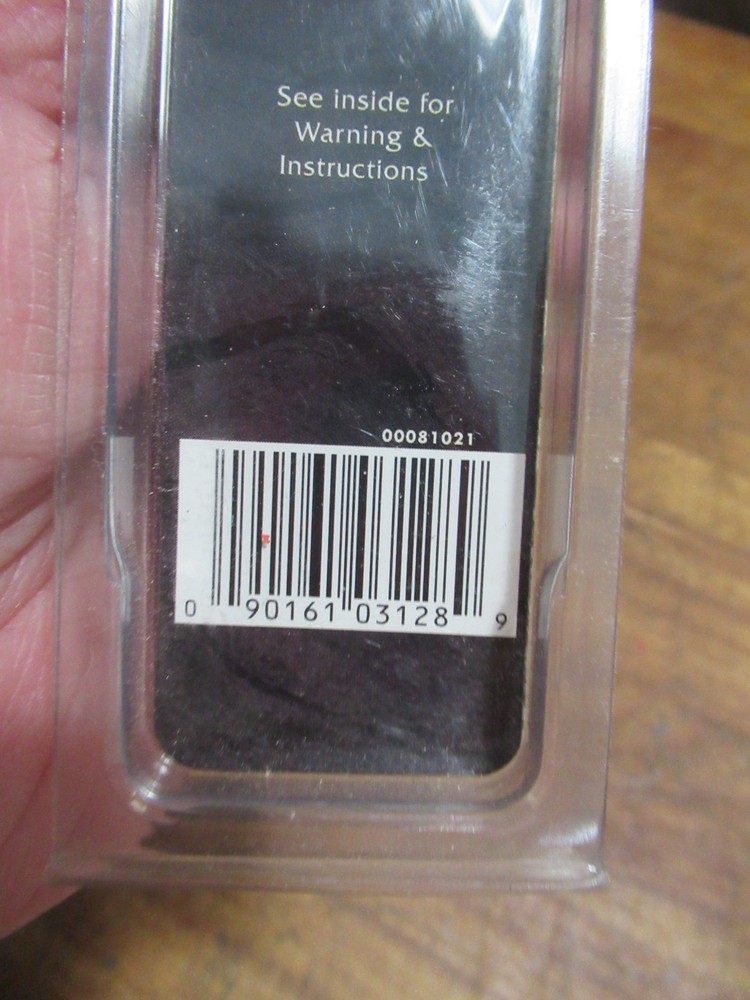 See inside for
Warning &
Instructions
00081021
0 90161 03128 9